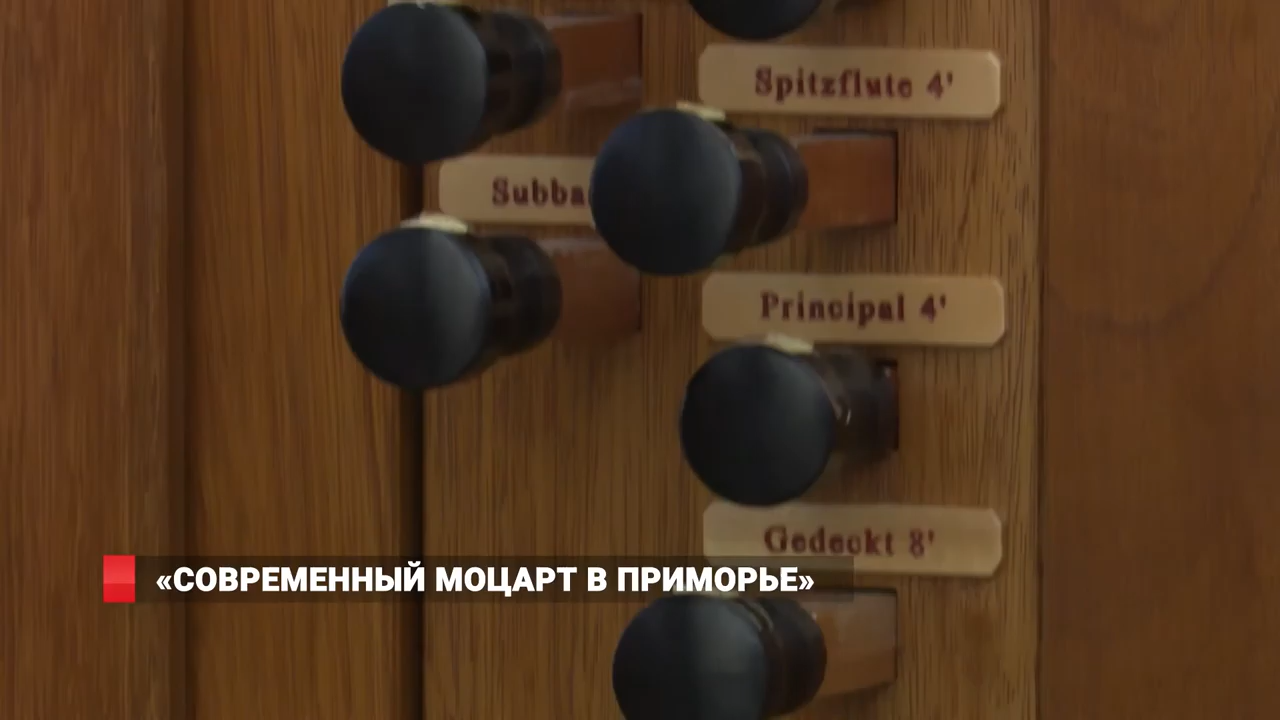 Spitzflute 4'
Principal 4'
Gedeckt 8'
«СОВРЕМЕННЫЙ МОЦАРТ В ПРИМОРЬЕ»